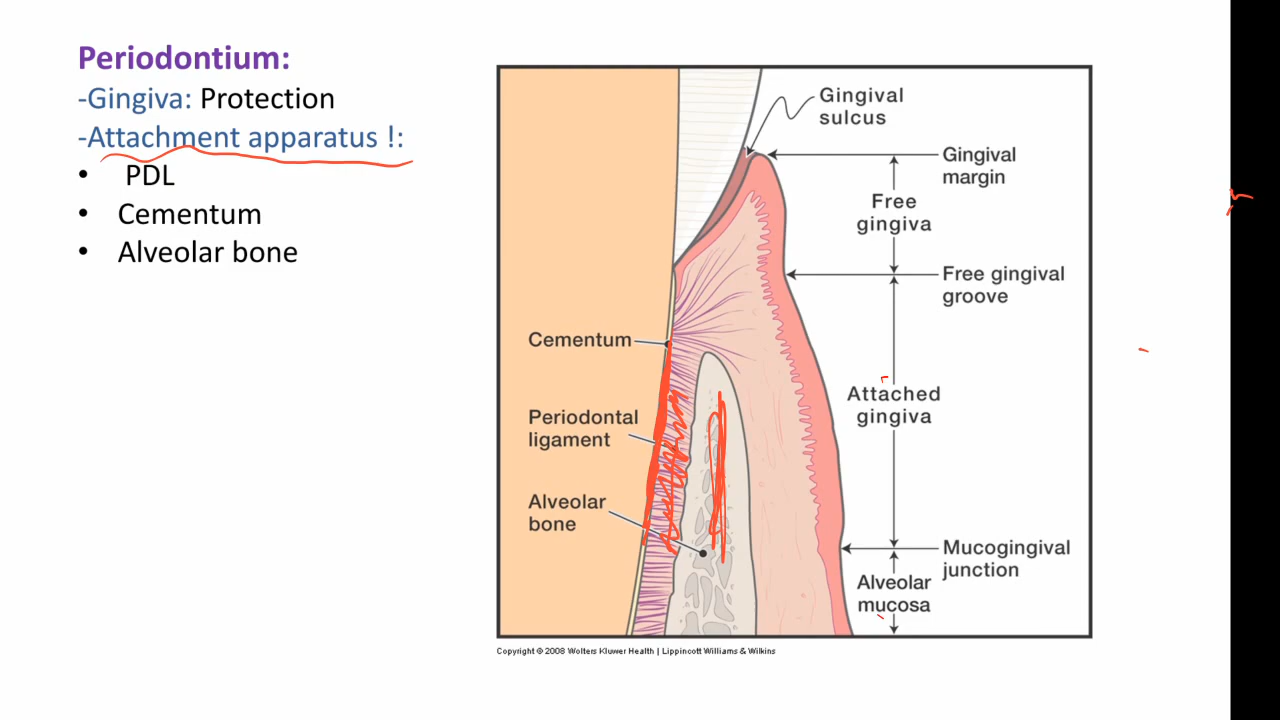 Periodontium:
-Gingiva: Protection
-Attachment apparatus !:
• PDL
• Cementum
• Alveolar bone
Gingival
sulcus
Gingival
margin
Free
gingiva
Free gingival
groove
Cementum
Attached
gingiva
Periodontal
ligament
Alveolar
bone
Mucogingival
junction
Alveolar
mucosa
Copyright © 2008 Wolters Kluwer Health | Lippincott Williams & Wilkins